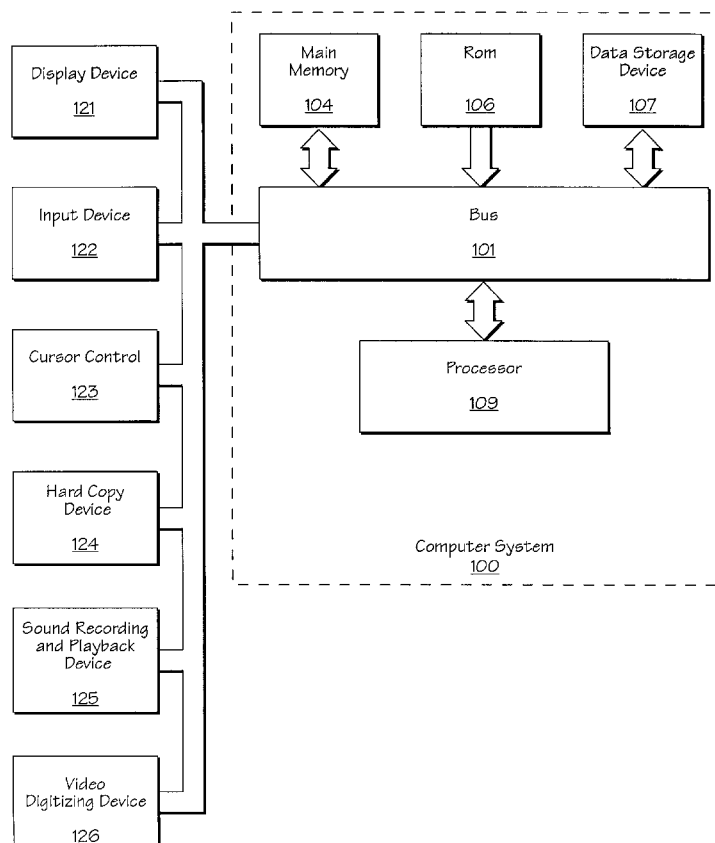 Display Device
121
Input Device
122
Cursor Control
123
Hard Copy
Device
124
Sound Recording
and Playback
Device
125
Video
Digitizing Device
126
Main
Memory
104
Rom
106
Data Storage
Device
107
Bus
101
Processor
109
Computer System
100